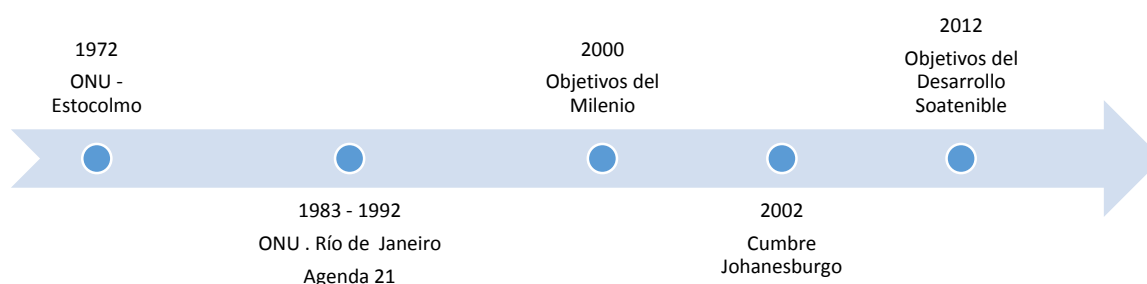 1972
ONU -
Estocolmo
1983 - 1992
ONU . Río de Janeiro
Agenda 21
2000
Objetivos del
Milenio
2002
Cumbre
Johanesburgo
2012
Objetivos del
Desarrollo
Soatenible